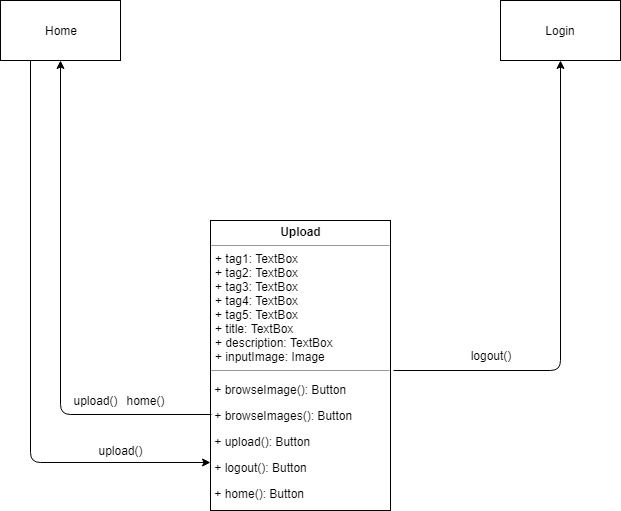 Home
Login
Upload
+ tag1: TextBox
+ tag2: TextBox
+ tag3: TextBox
+ tag4: TextBox
+ tag5: TextBox
+ title: TextBox
+ description: TextBox
+ inputImage: Image
logout()
+ browseImage(): Button
upload() home()
+ browseImages(): Button
+ upload(): Button
upload()
+ logout(): Button
+ home(): Button